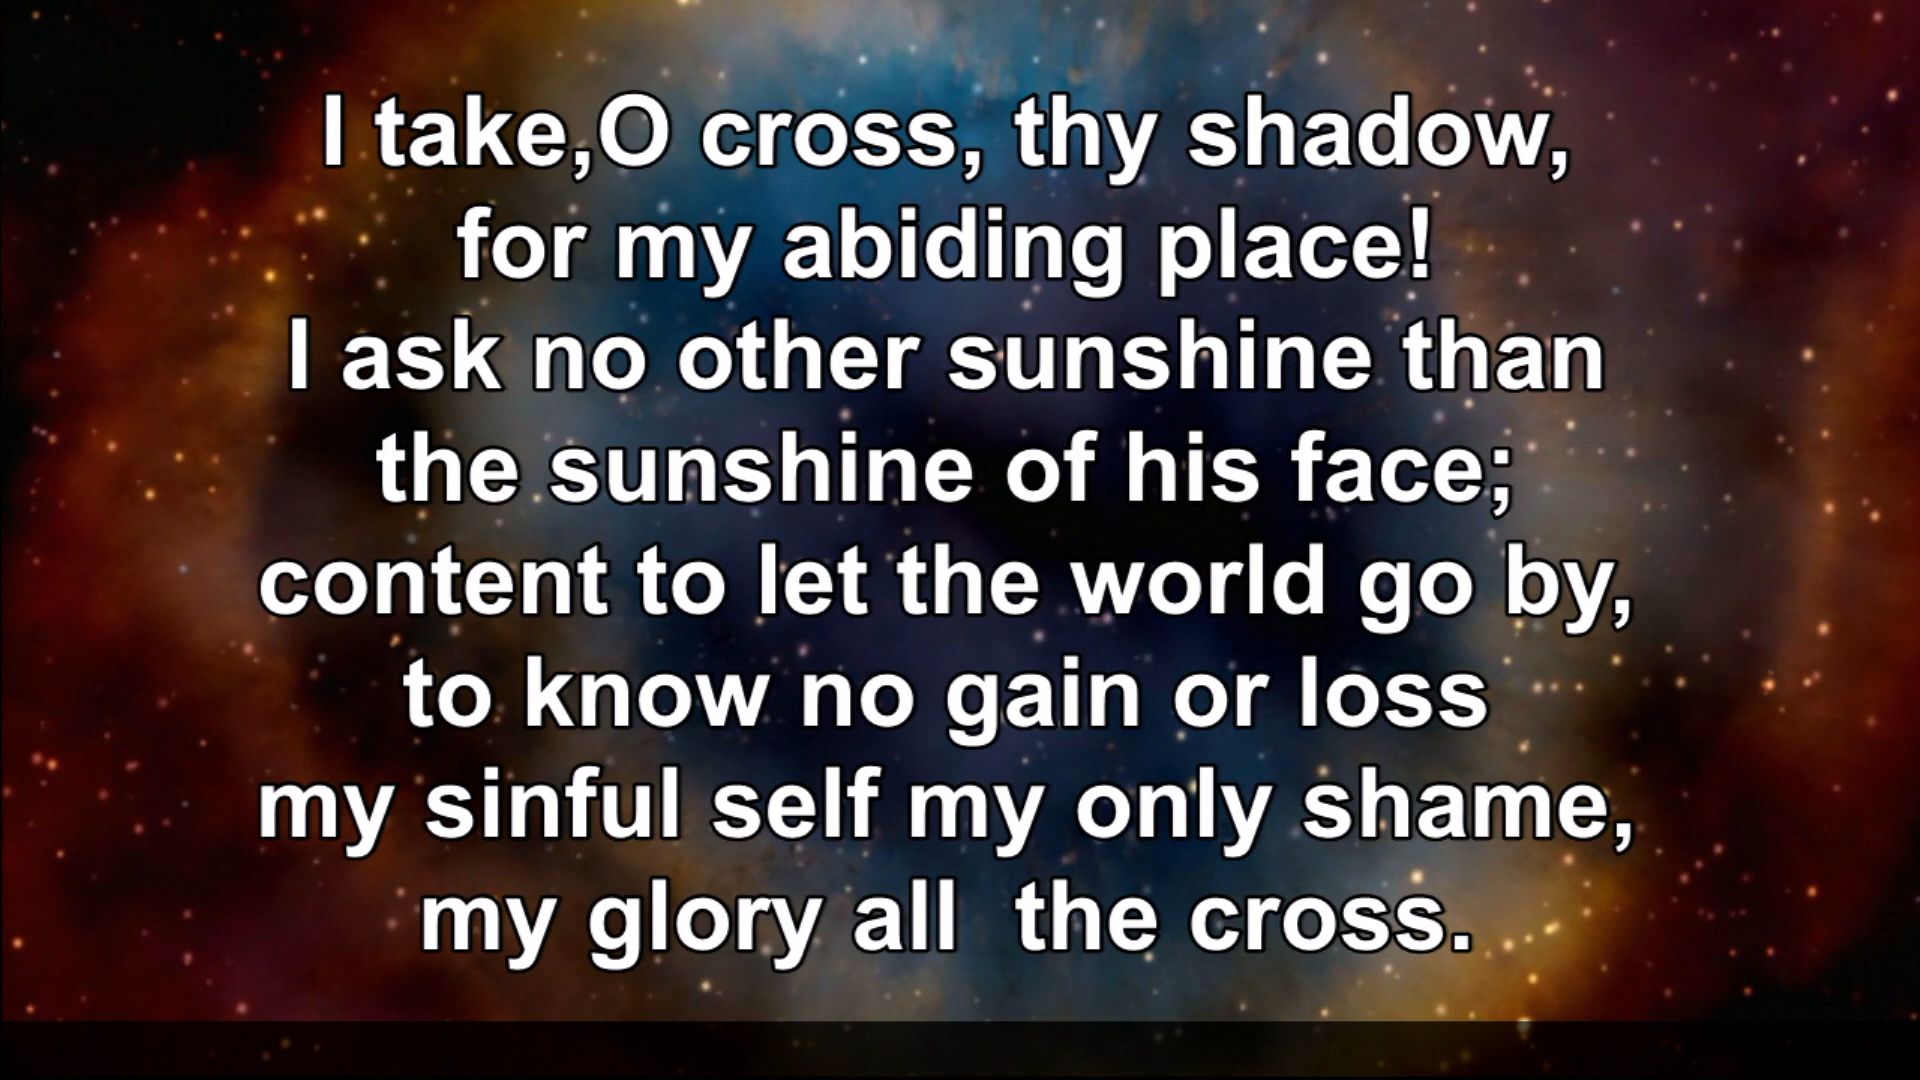 I take,O cross, thy shadow,
for my abiding place!
I ask no other sunshine than
the sunshine of his face;
content to let the world go by,
to know no gain or loss
my sinful self my only shame,
my glory all  the cross.